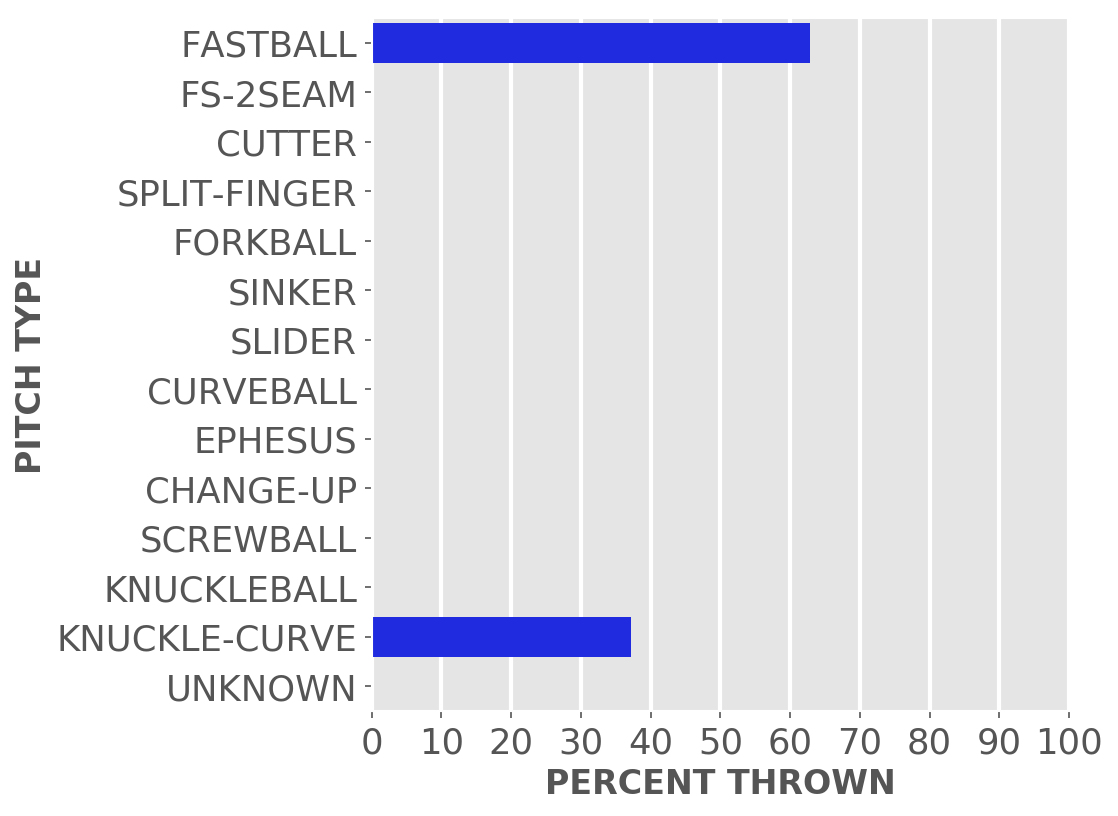 FASTBALL
FS-2SEAM
CUTTER
SPLIT-FINGER
FORKBALL
SINKER
SLIDER
CURVEBALL
EPHESUS
CHANGE-UP
SCREWBALL
KNUCKLEBALL
KNUCKLE-CURVE
UNKNOWN
PITCH TYPE
0 10 20 30 40 50 60 70 80 90 100
PERCENT THROWN